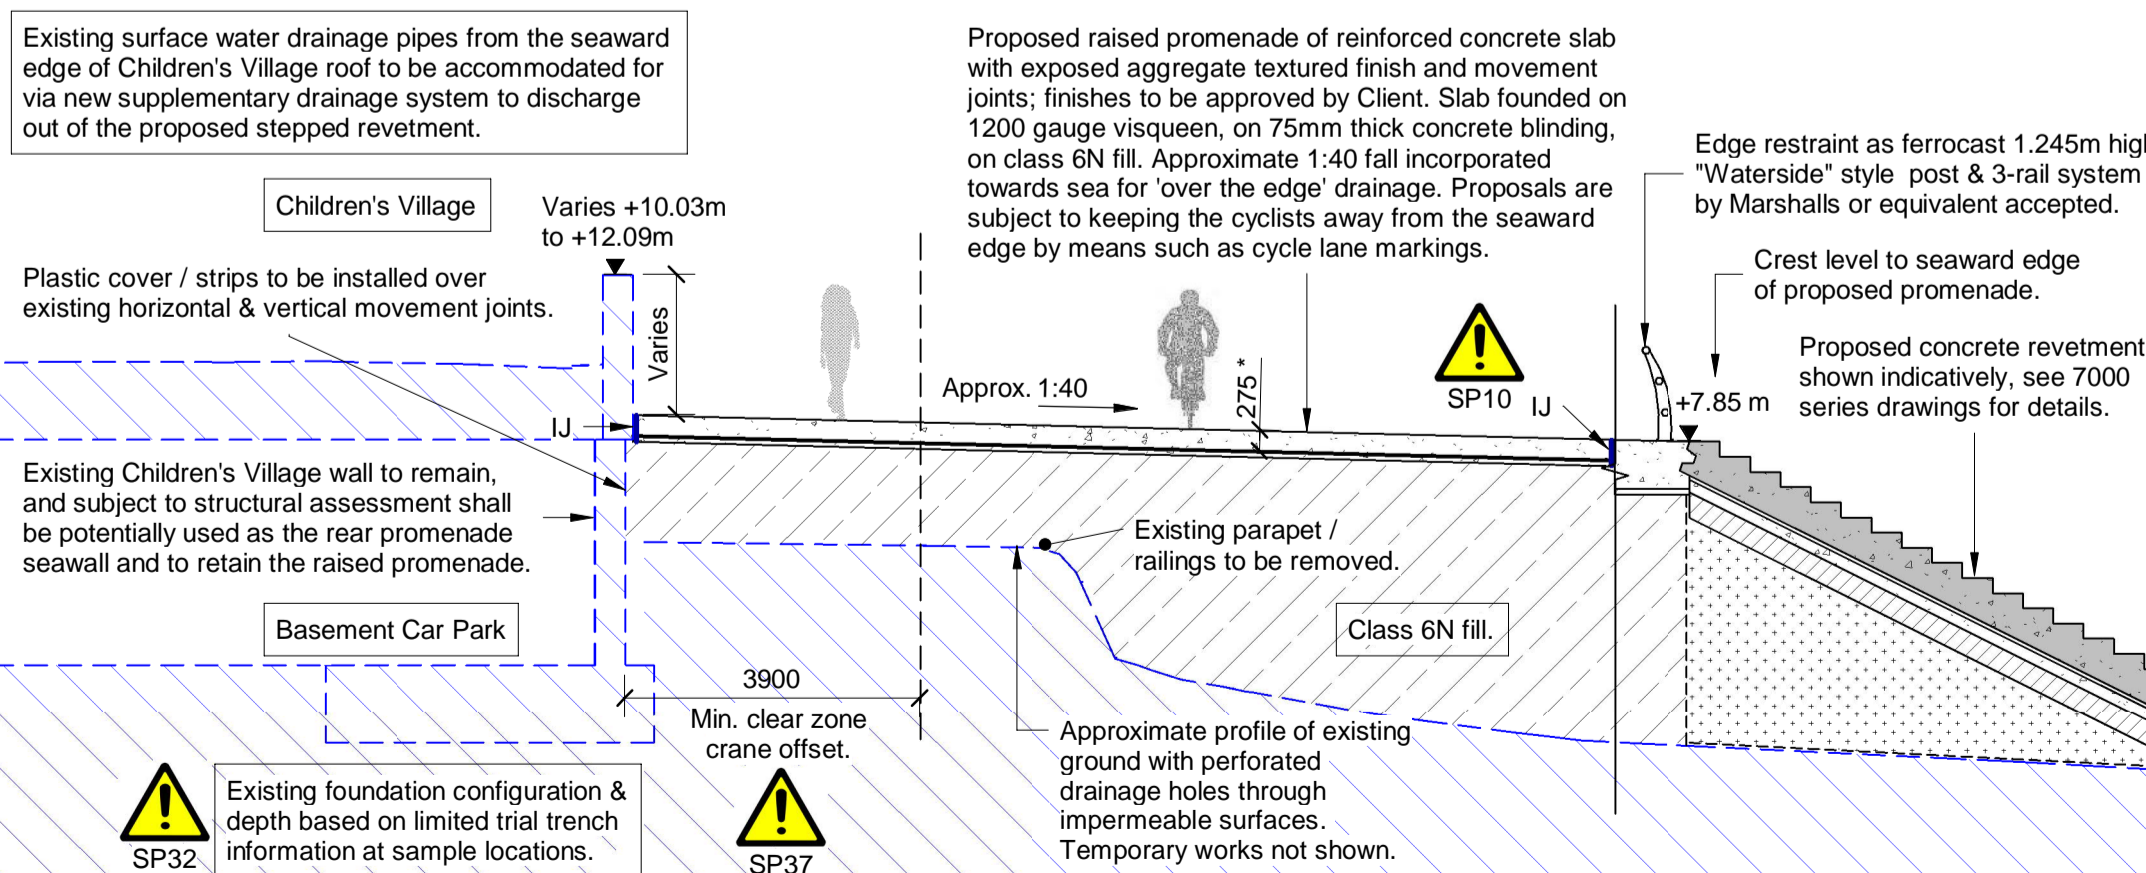 Existing surface water drainage pipes from the seaward
edge of Children's Village roof to be accommodated for
via new supplementary drainage system to discharge
out of the proposed stepped revetment.
Proposed raised promenade of reinforced concrete slab
with exposed aggregate textured finish and movement
joints; finishes to be approved by Client. Slab founded on
1200 gauge visqueen, on 75mm thick concrete blinding,
on class 6N fill. Approximate 1:40 fall incorporated
towards sea for 'over the edge' drainage. Proposals are
subject to keeping the cyclists away from the seaward
edge by means such as cycle lane markings.
Edge restraint as ferrocast 1.245m high
"Waterside" style post & 3-rail system
by Marshalls or equivalent accepted.
Children's Village
Varies +10.03m
to +12.09m
Crest level to seaward edge
of proposed promenade.
Plastic cover / strips to be installed over
existing horizontal & vertical movement joints.
Varies
Approx. 1:40
275 *
SP10
IJ
+7.85 m
Proposed concrete revetment
shown indicatively, see 7000
series drawings for details.
IJ
Existing Children's Village wall to remain,
and subject to structural assessment shall
be potentially used as the rear promenade
seawall and to retain the raised promenade.
Existing parapet /
railings to be removed.
Basement Car Park
Class 6N fill.
3900
Min. clear zone
crane offset.
SP37
Approximate profile of existing
ground with perforated
drainage holes through
impermeable surfaces.
Temporary works not shown.
SP32
Existing foundation configuration &
depth based on limited trial trench
information at sample locations.